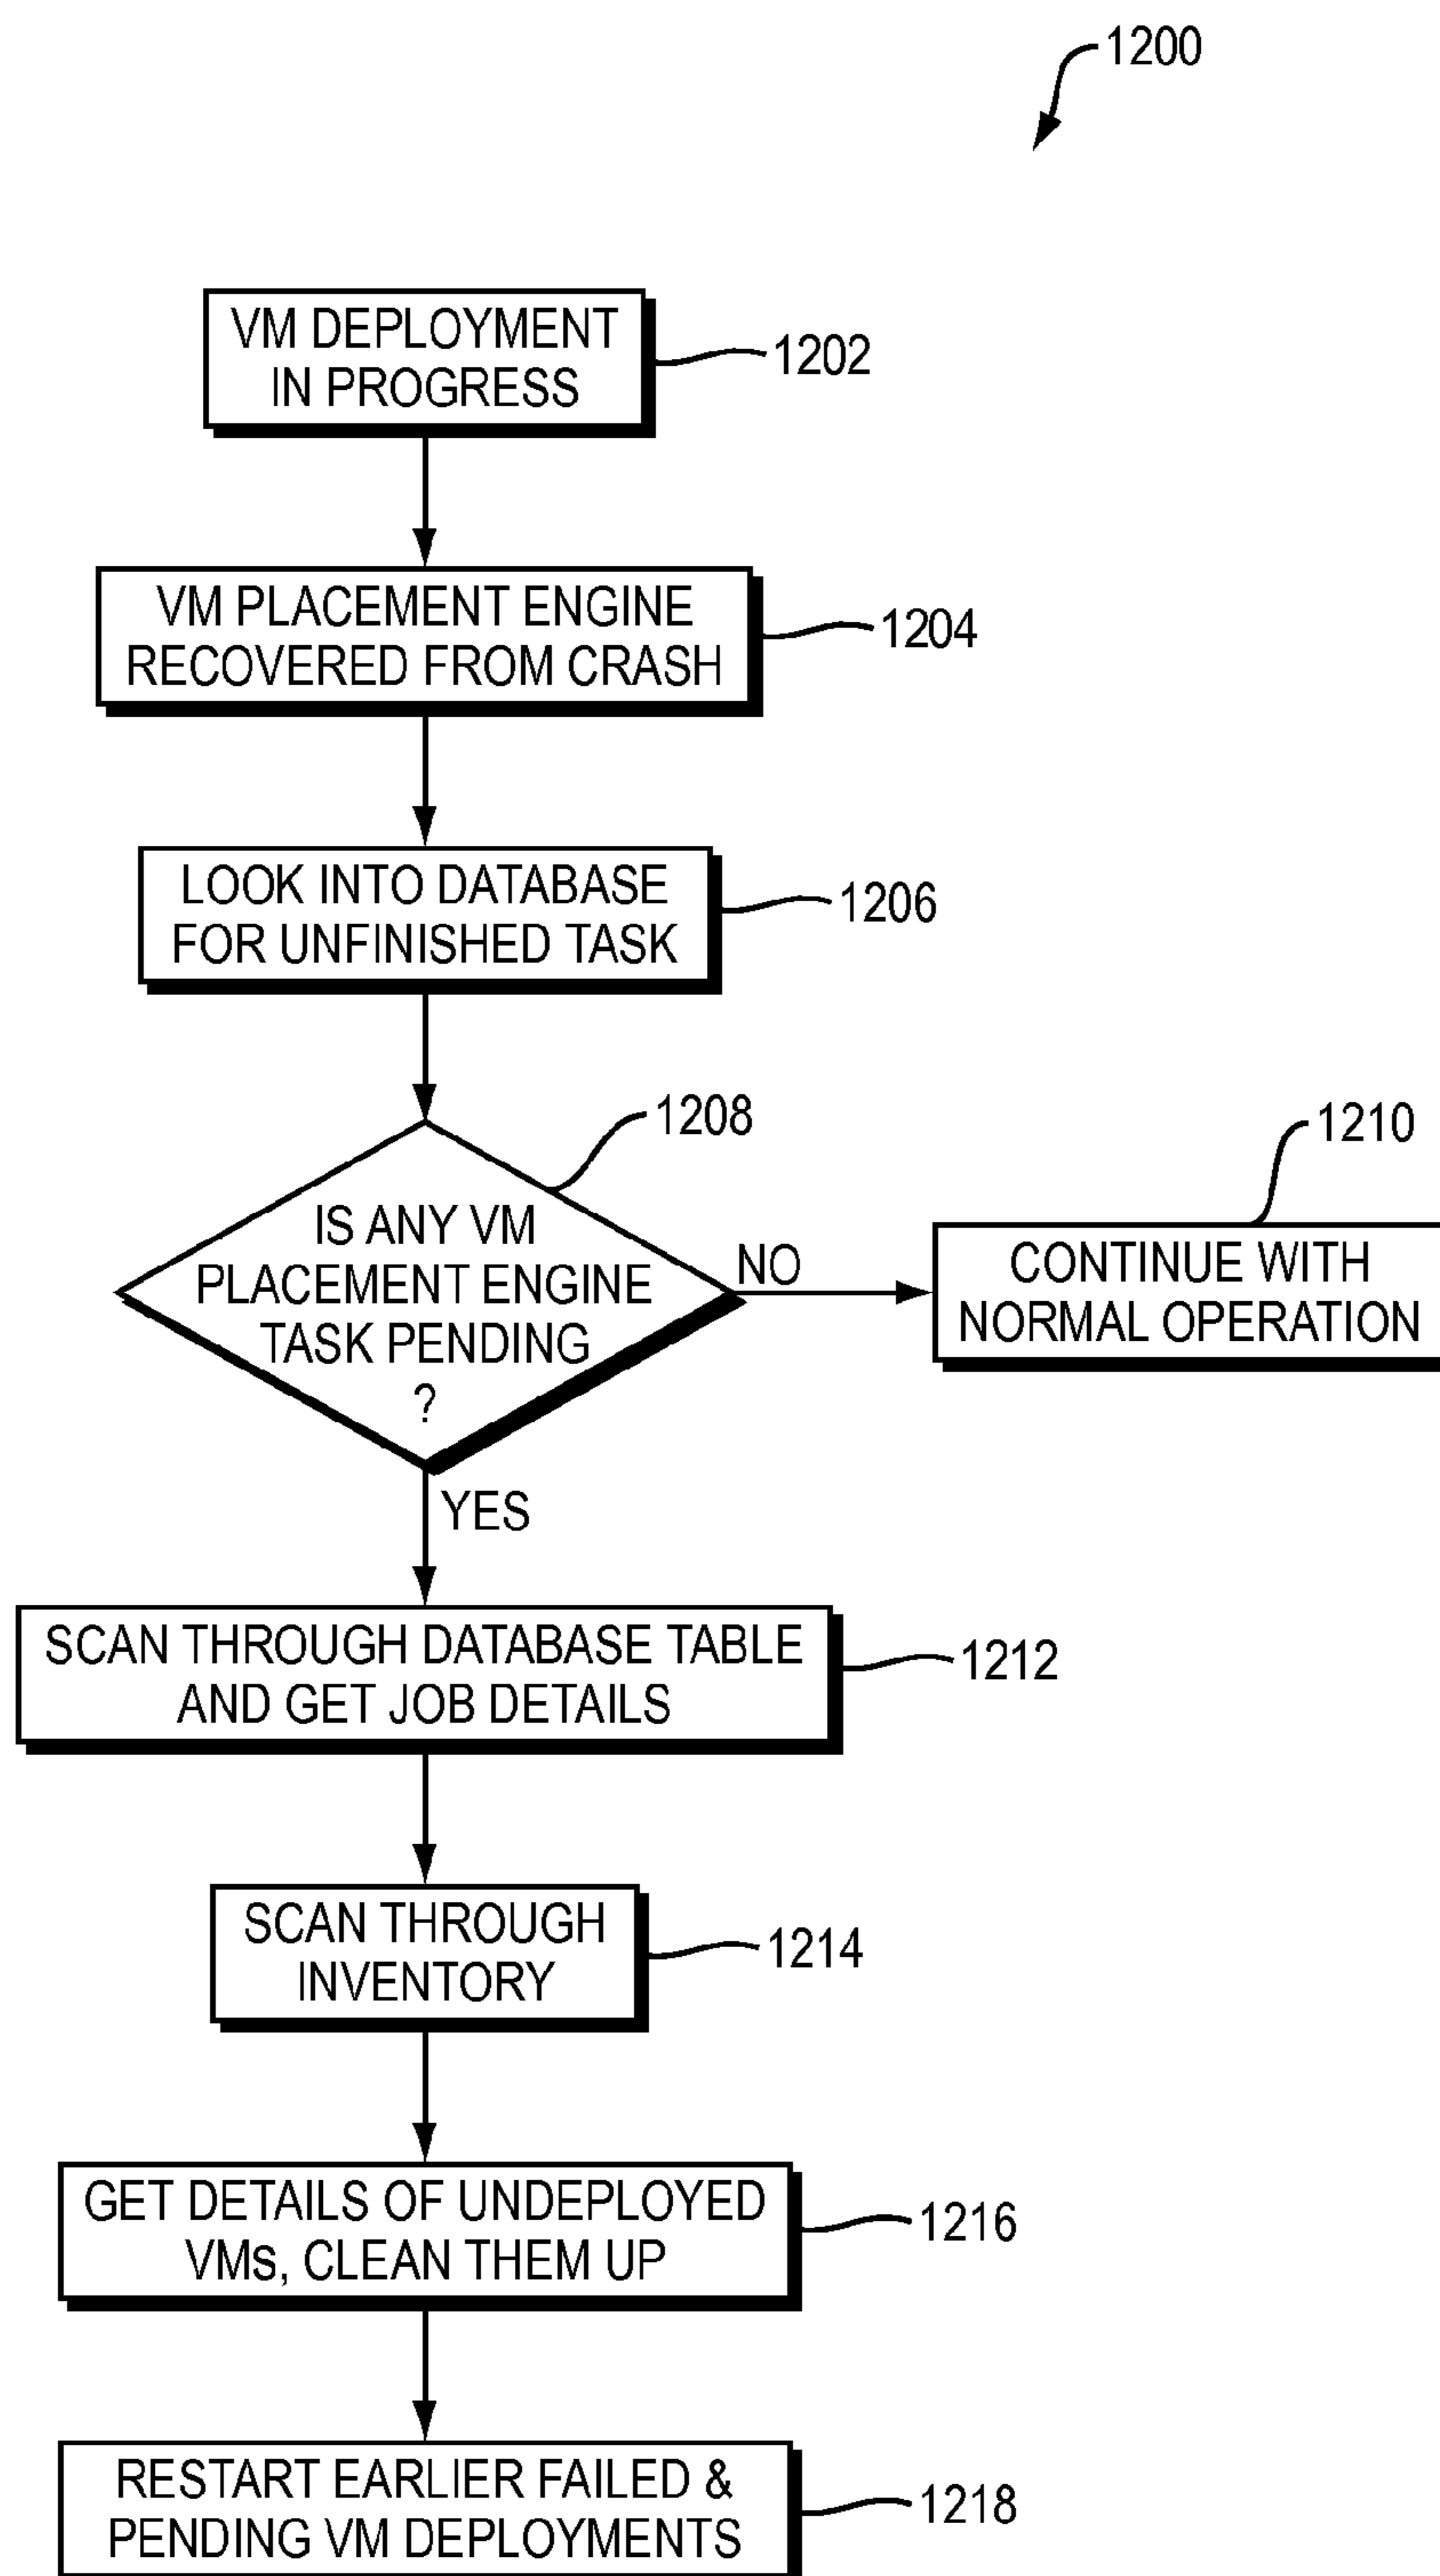 1200
VM DEPLOYMENT
IN PROGRESS
1202
VM PLACEMENT ENGINE
RECOVERED FROM CRASH
1204
LOOK INTO DATABASE
FOR UNFINISHED TASK
1206
1208
IS ANY VM
PLACEMENT ENGINE
TASK PENDING
?
NO
1210
CONTINUE WITH
NORMAL OPERATION
YES
SCAN THROUGH DATABASE TABLE
AND GET JOB DETAILS
1212
SCAN THROUGH
INVENTORY
1214
GET DETAILS OF UNDEPLOYED
VMs, CLEAN THEM UP
1216
RESTART EARLIER FAILED &
PENDING VM DEPLOYMENTS
1218